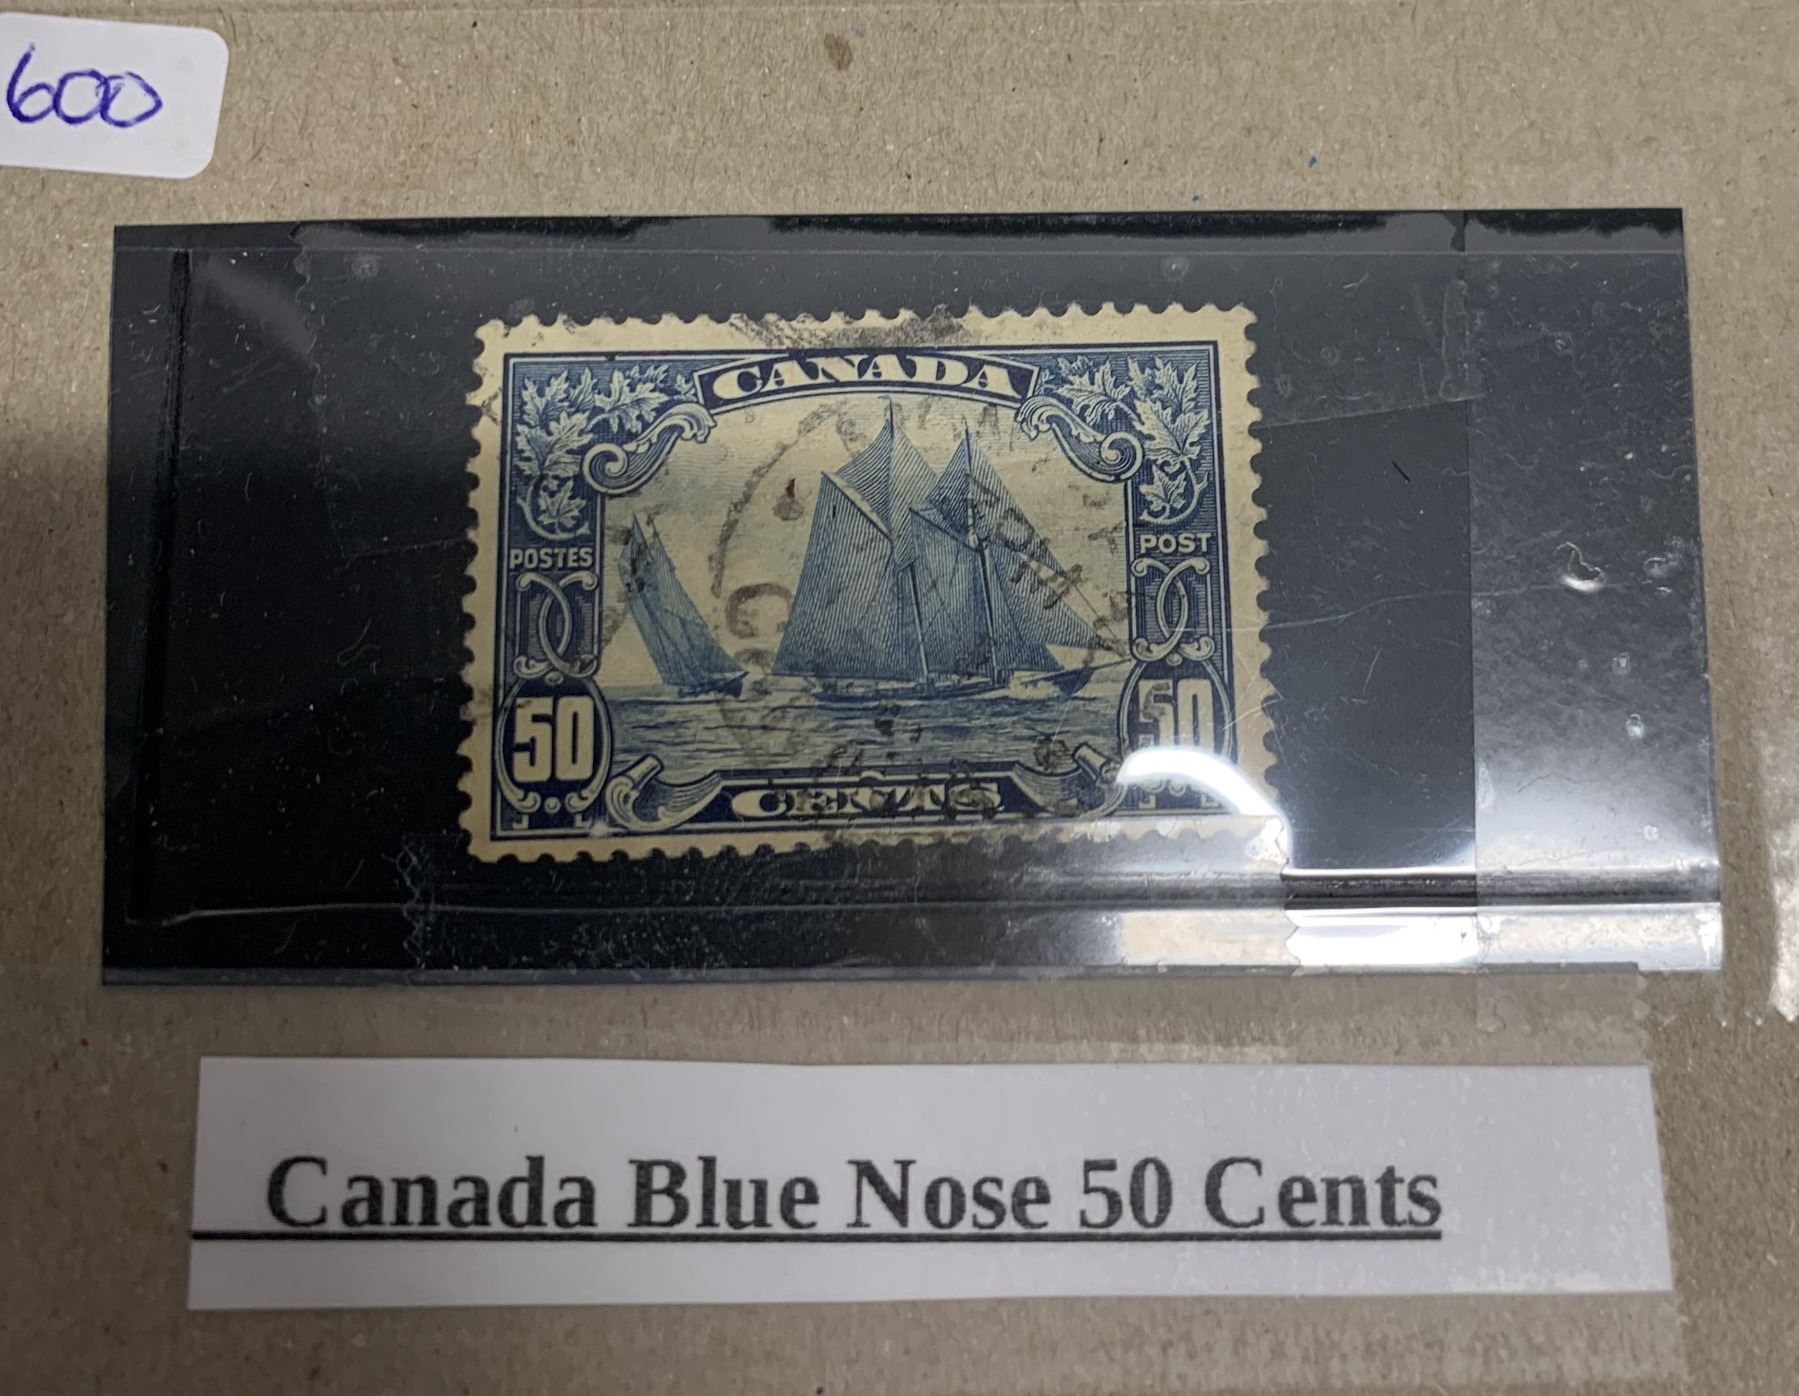 600
CANADA
POSTES POST
50 50
CENTS
Canada Blue Nose 50 Cents